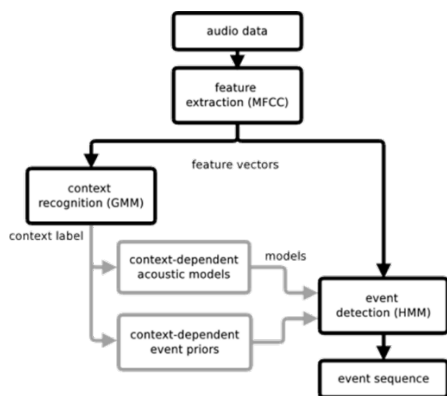 audio data
feature
extraction (MFCC)
feature vectors
context
recognition (GMM)
context label
context-dependent
acoustic models
models
event
detection (HMM)
context-dependent
event priors
event sequence